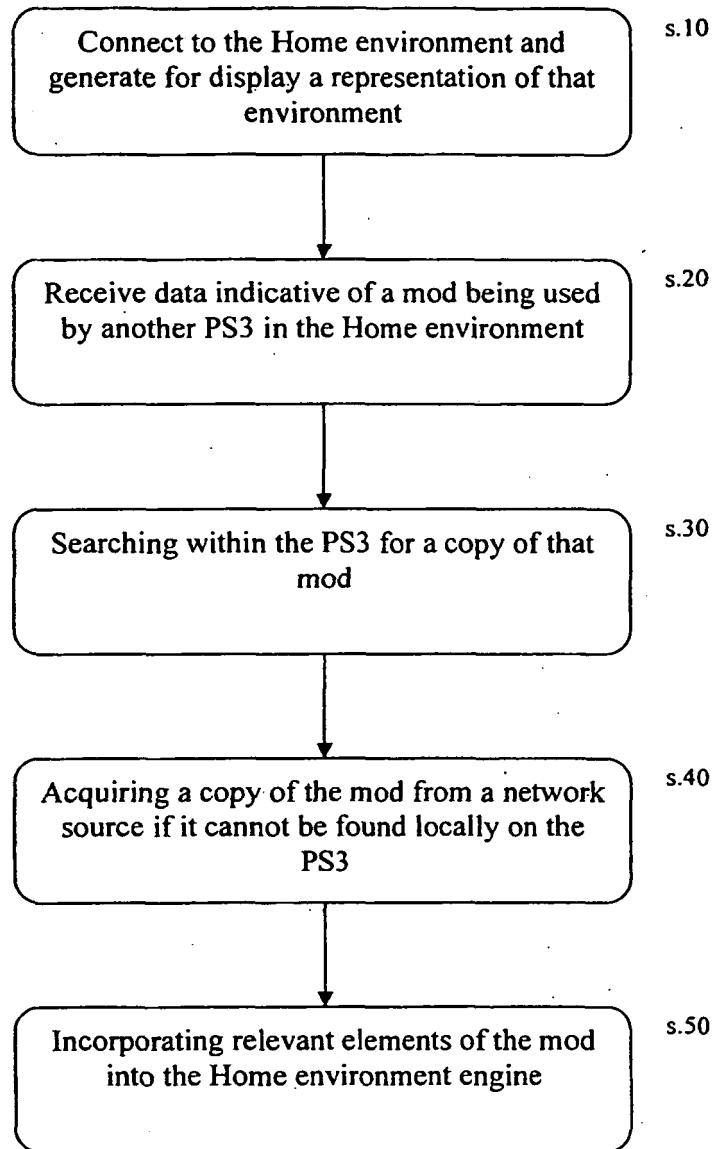 Connect to the Home environment and
generate for display a representation of that
environment
s.10
Receive data indicative of a mod being used
by another PS3 in the Home environment
s.20
Searching within the PS3 for a copy of that
mod
s.30
Acquiring a copy of the mod from a network
source if it cannot be found locally on the
PS3
s.40
Incorporating relevant elements of the mod
into the Home environment engine
s.50